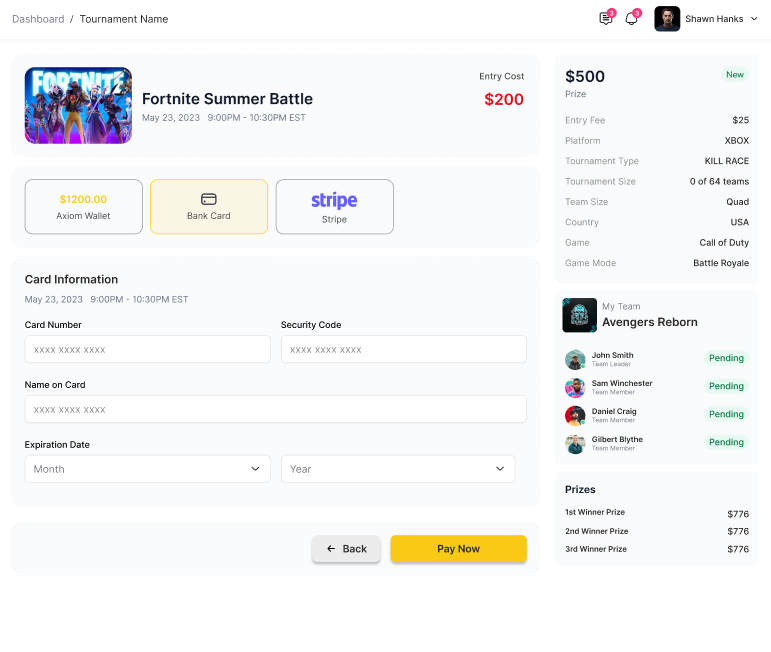 Dashboard / Tournament Name
3
3
Shawn Hanks
FORTNITE
Fortnite Summer Battle
May 23, 2023 9:00PM - 10:30PM EST
Entry Cost
$200
$1200.00
Axiom Wallet
Bank Card
stripe
Stripe
Card Information
May 23, 2023 9:00PM - 10:30PM EST
Card Number
Security Code
xxxx xxxx xxxx
xxxx xxxx xxxx
Name on Card
xxxx xxxx xxxx
Expiration Date
Month
Year
Back
Pay Now
$500
New
Prize
Entry Fee $25
Platform XBOX
Tournament Type KILL RACE
Tournament Size 0 of 64 teams
Team Size Quad
Country USA
Game Call of Duty
Game Mode Battle Royale
My Team
Avengers Reborn
John Smith
Team Leader
Pending
Sam Winchester
Team Member
Pending
Daniel Craig
Team Member
Pending
Gilbert Blythe
Team Member
Pending
Prizes
1st Winner Prize $776
2nd Winner Prize $776
3rd Winner Prize $776